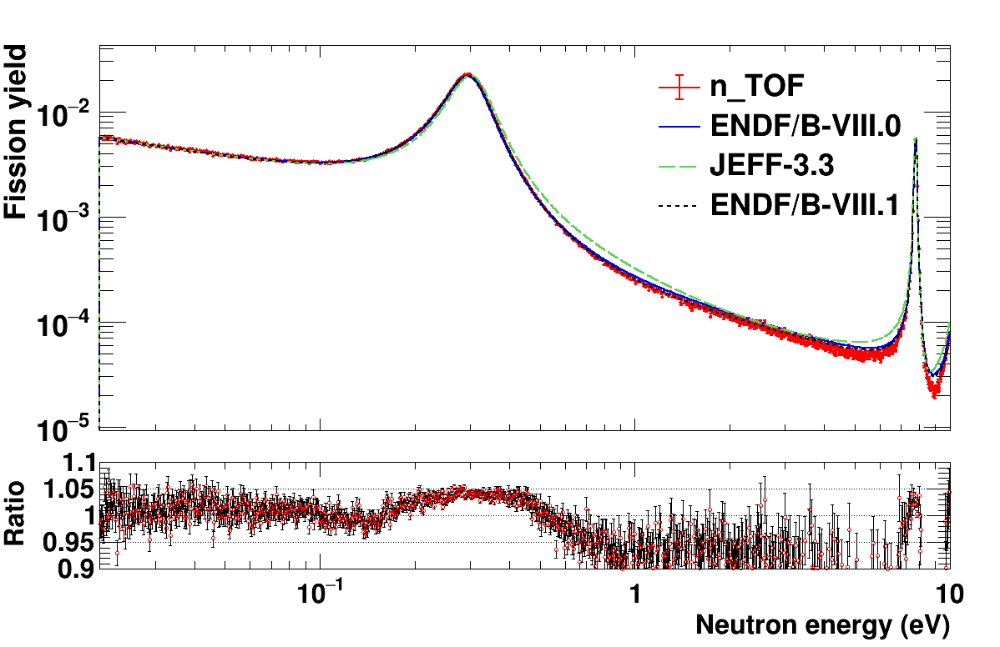 Fission yield
10⁻²
10⁻³
10⁻⁴
10⁻⁵
n_TOF
ENDF/B-VIII.0
JEFF-3.3
ENDF/B-VIII.1
Ratio
1.1
1.05
1
0.95
0.9
10⁻¹
1
10
Neutron energy (eV)